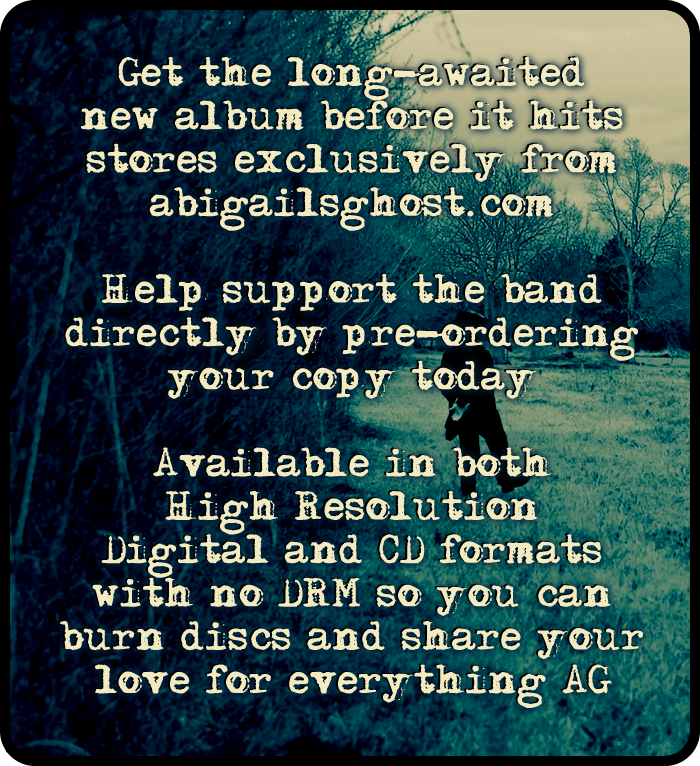 Get the long-awaited
new album before it hits
stores exclusively from
abigailsghost.com
Help support the band
directly by pre-ordering
your copy today
Available in both
High Resolution
Digital and CD formats
with no DRM so you can
burn discs and share your
love for everything AG